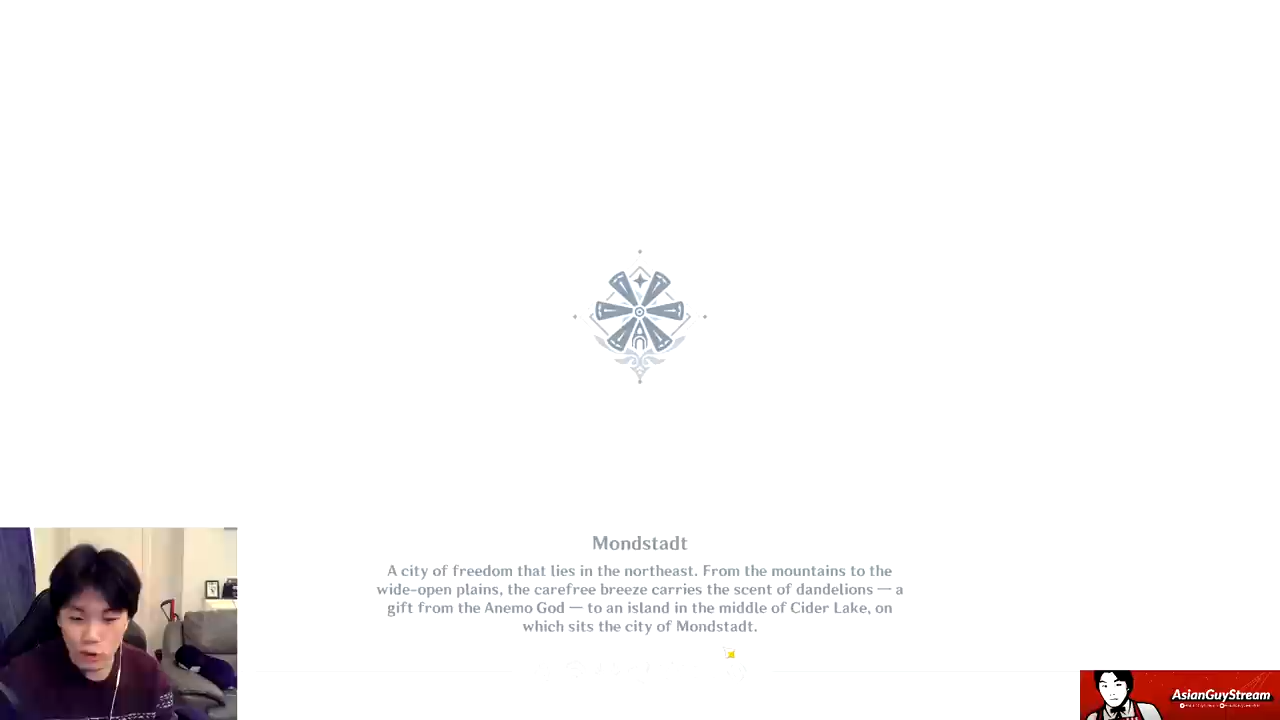 Mondstadt
A city of freedom that lies in the northeast. From the mountains to the
wide-open plains, the carefree breeze carries the scent of dandelions — a
gift from the Anemo God — to an island in the middle of Cider Lake, on
which sits the city of Mondstadt.
AsianGuyStream